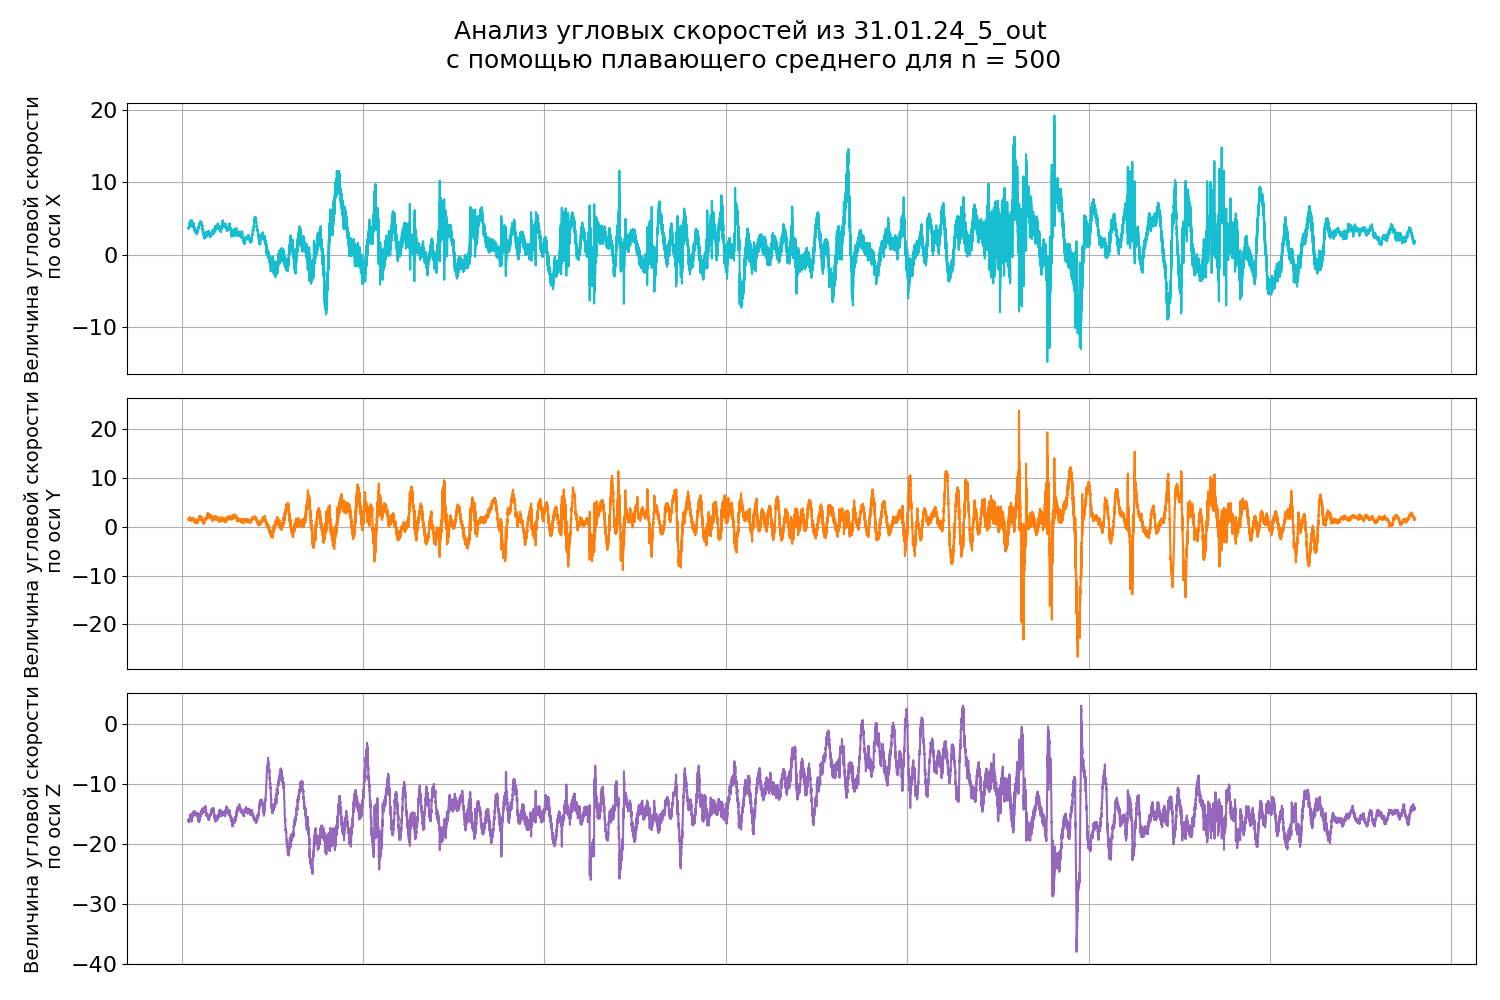 Анализ угловых скоростей из 31.01.24_5_out
с помощью плавающего среднего для n = 500
Величина угловой скорости
по оси X
20
10
0
−10
Величина угловой скорости
по оси Y
20
10
0
−10
−20
Величина угловой скорости
по оси Z
0
−10
−20
−30
−40